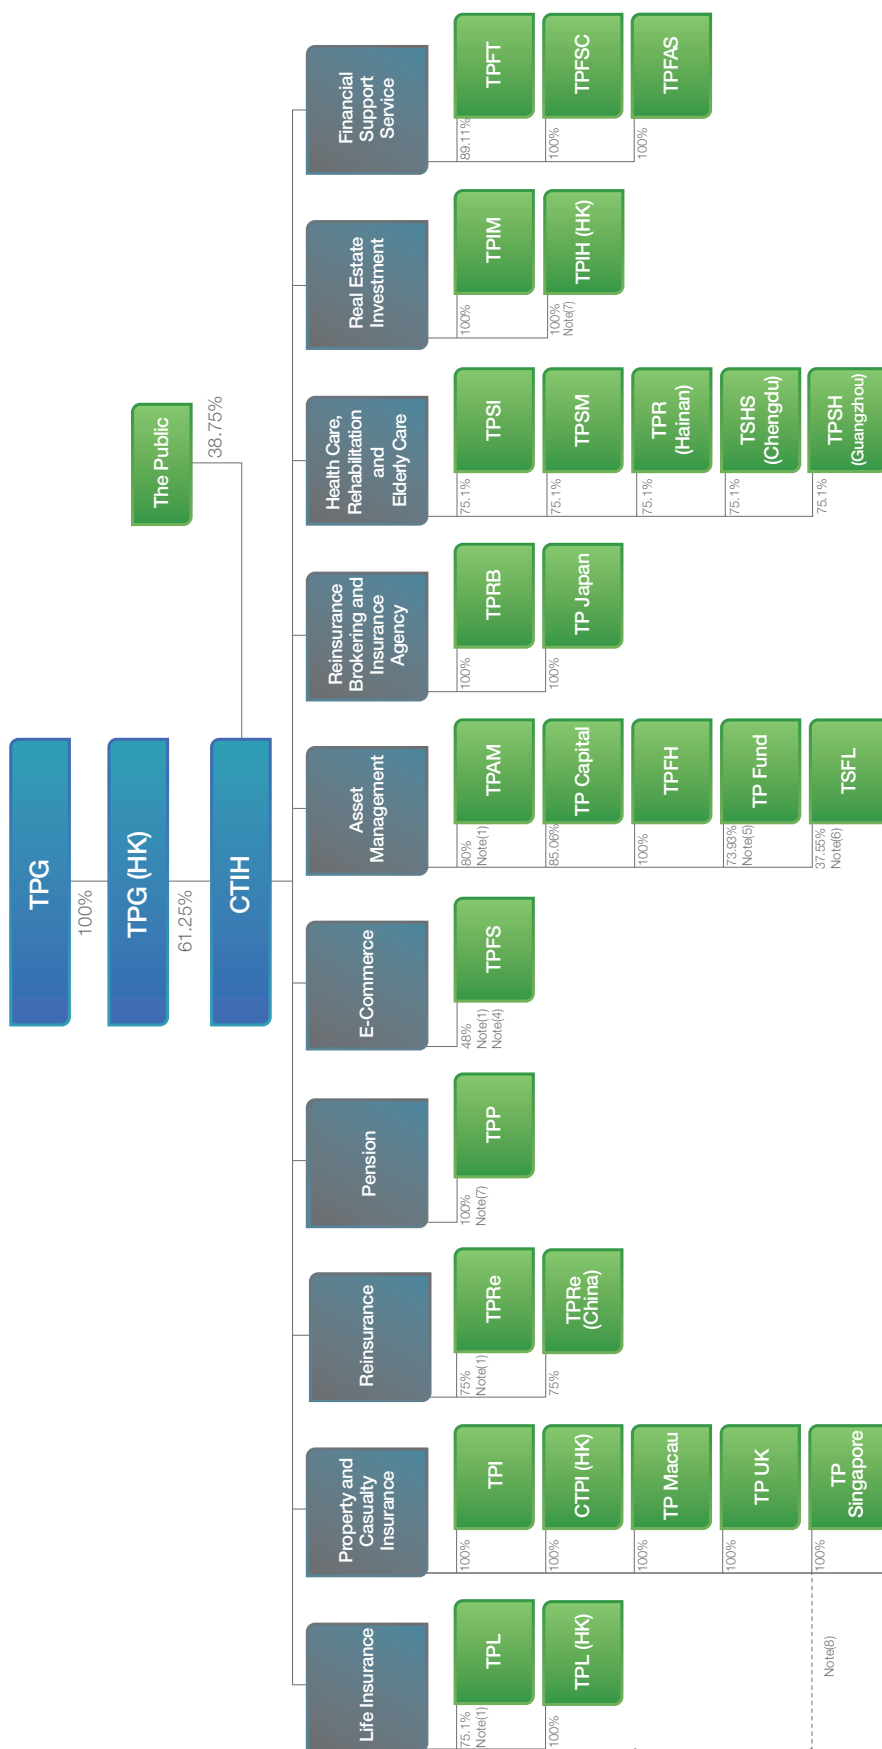 TPG
100%
TPG (HK)
61.25%
The Public
38.75%
CTIH
Life Insurance
75.1%
Note(1)
TPL
100%
TPL (HK)
Property and
Casualty
Insurance
100%
TPI
100%
CTPI (HK)
100%
TP Macau
100%
TP UK
100%
TP
Singapore
Note(8)
Reinsurance
75%
Note(1)
TPRe
75%
TPRe
(China)
Pension
100%
Note(7)
TPP
E-Commerce
48%
Note(1)
Note(4)
TPFS
Asset
Management
80%
Note(1)
TPAM
85.06%
TP Capital
100%
TPFH
73.93%
Note(5)
TP Fund
37.55%
Note(6)
TSFL
Reinsurance
Brokering and
Insurance
Agency
100%
TPRB
100%
TP Japan
Health Care,
Rehabilitation
and
Elderly Care
75.1%
TPSI
75.1%
TPSM
75.1%
TPR
(Hainan)
75.1%
TSHS
(Chengdu)
75.1%
TPSH
(Guangzhou)
Real Estate
Investment
100%
TPIM
100%
Note(7)
TPIH (HK)
Financial
Support
Service
89.11%
TPFT
100%
TPFSC
100%
TPFAS